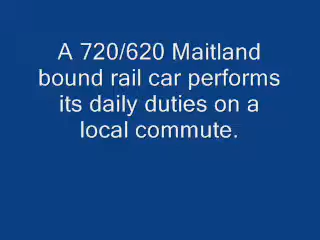 A 720/620 Maitland
bound rail car performs
its daily duties on a
local commute.